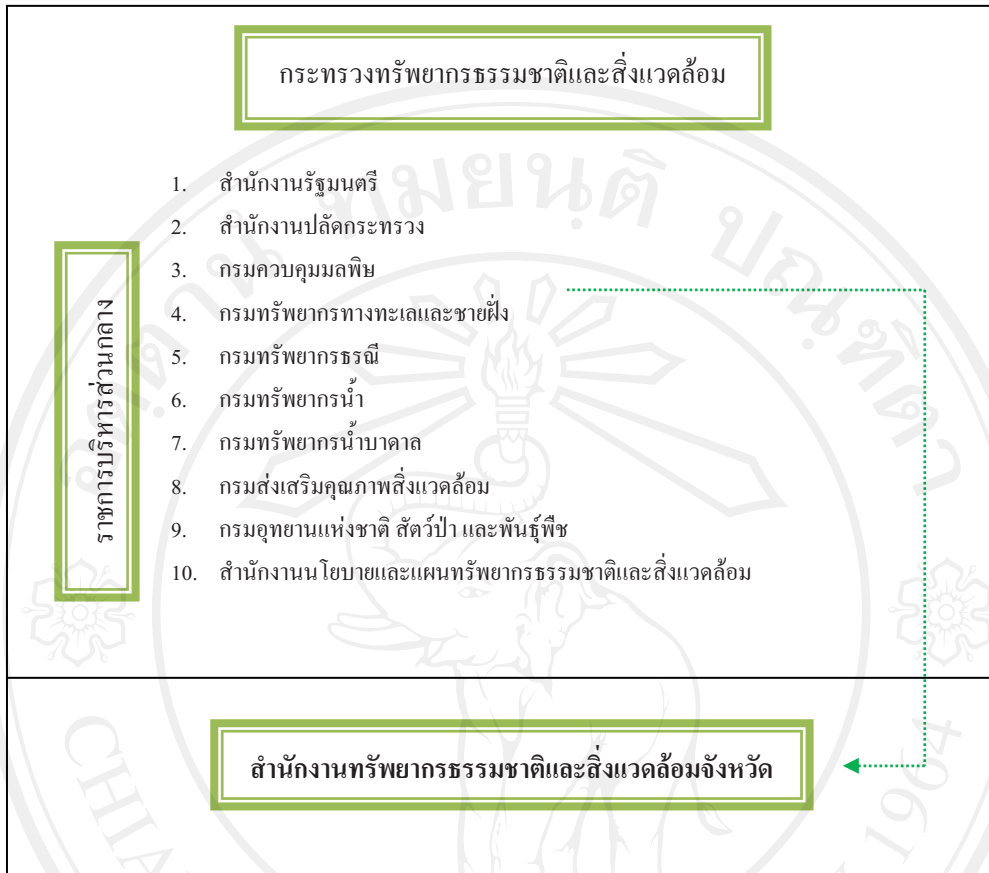 กระทรวงทรัพยากรธรรมชาติและสิ่งแวดล้อม
ราชการบริหารส่วนกลาง
1. สำนักงานรัฐมนตรี
2. สำนักงานปลัดกระทรวง
3. กรมควบคุมมลพิษ
4. กรมทรัพยากรทางทะเลและชายฝั่ง
5. กรมทรัพยากรธรณี
6. กรมทรัพยากรน้ำ
7. กรมทรัพยากรน้ำบาดาล
8. กรมส่งเสริมคุณภาพสิ่งแวดล้อม
9. กรมอุทยานแห่งชาติ สัตว์ป่า และพันธุ์พืช
10. สำนักงานนโยบายและแผนทรัพยากรธรรมชาติและสิ่งแวดล้อม
สำนักงานทรัพยากรธรรมชาติและสิ่งแวดล้อมจังหวัด
1964